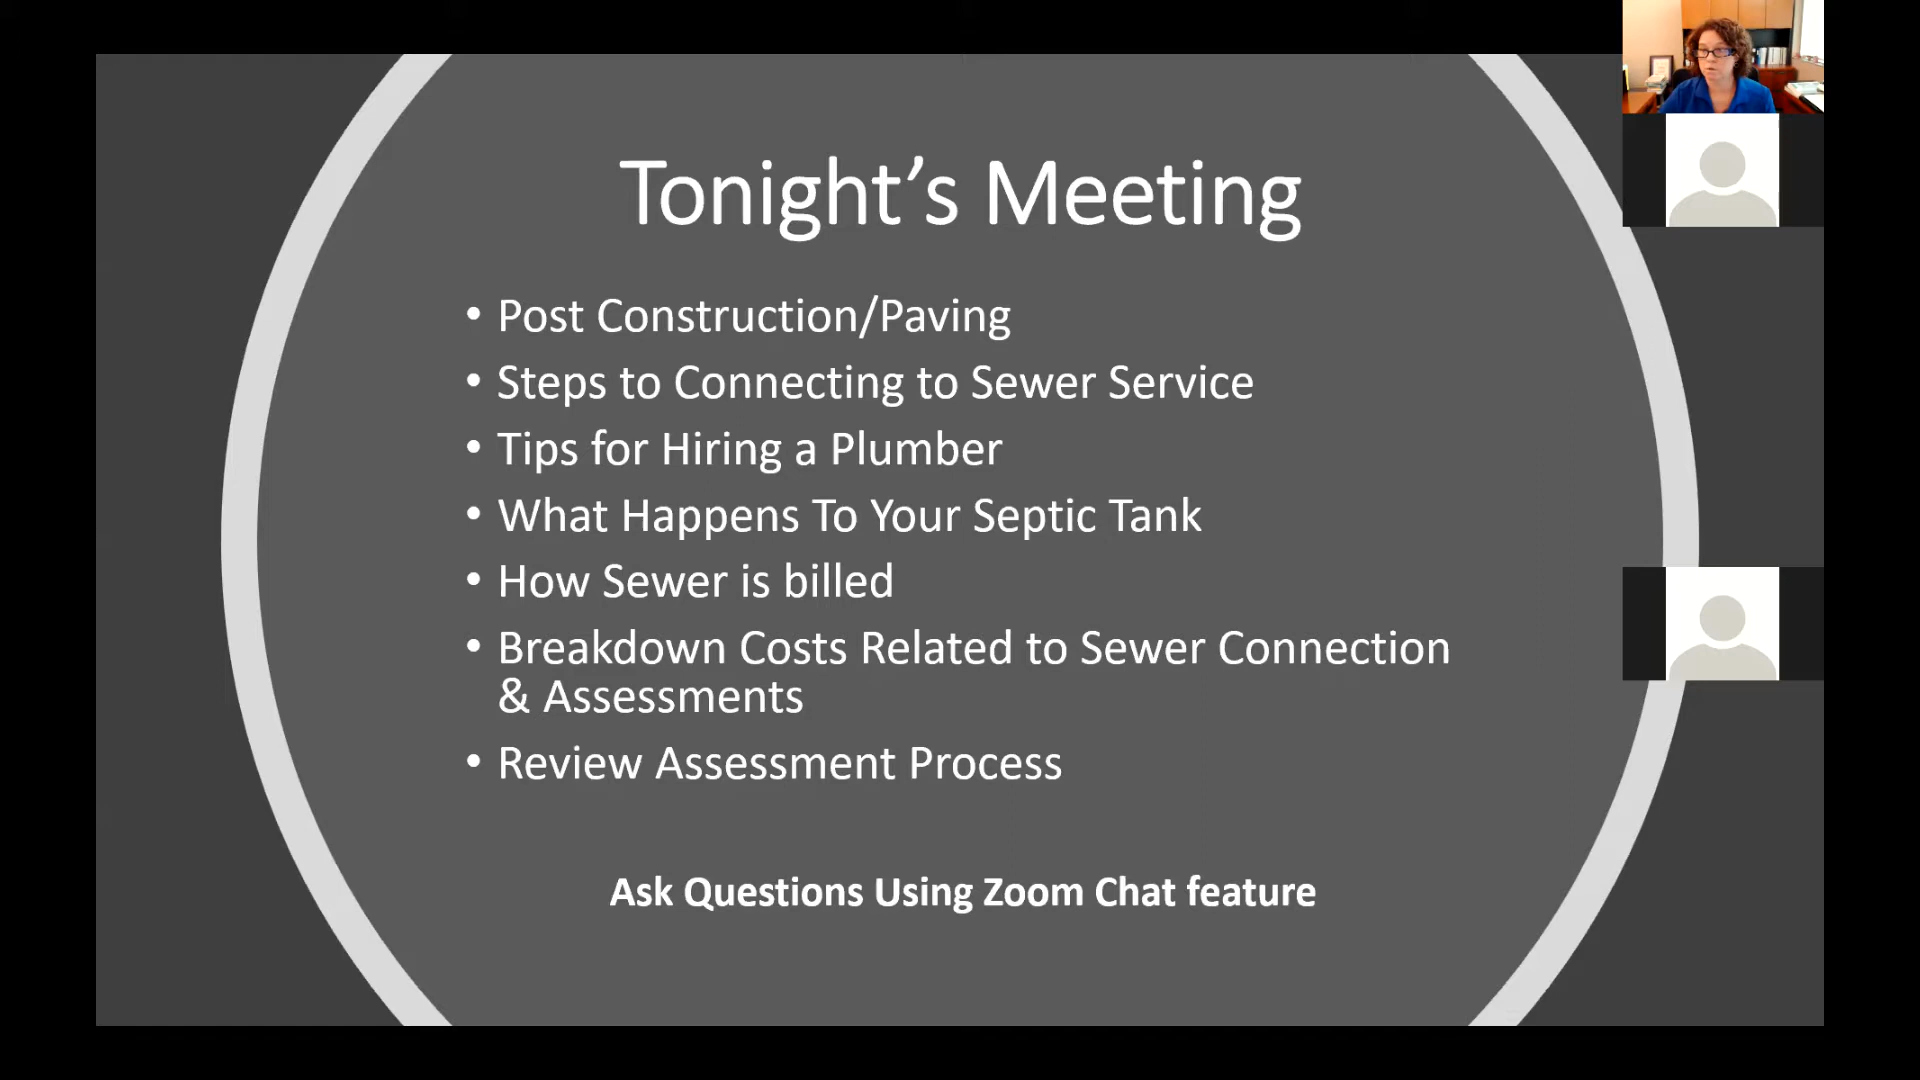 Tonight’s Meeting
• Post Construction/Paving
• Steps to Connecting to Sewer Service
• Tips for Hiring a Plumber
• What Happens To Your Septic Tank
• How Sewer is billed
• Breakdown Costs Related to Sewer Connection
& Assessments
• Review Assessment Process
Ask Questions Using Zoom Chat feature